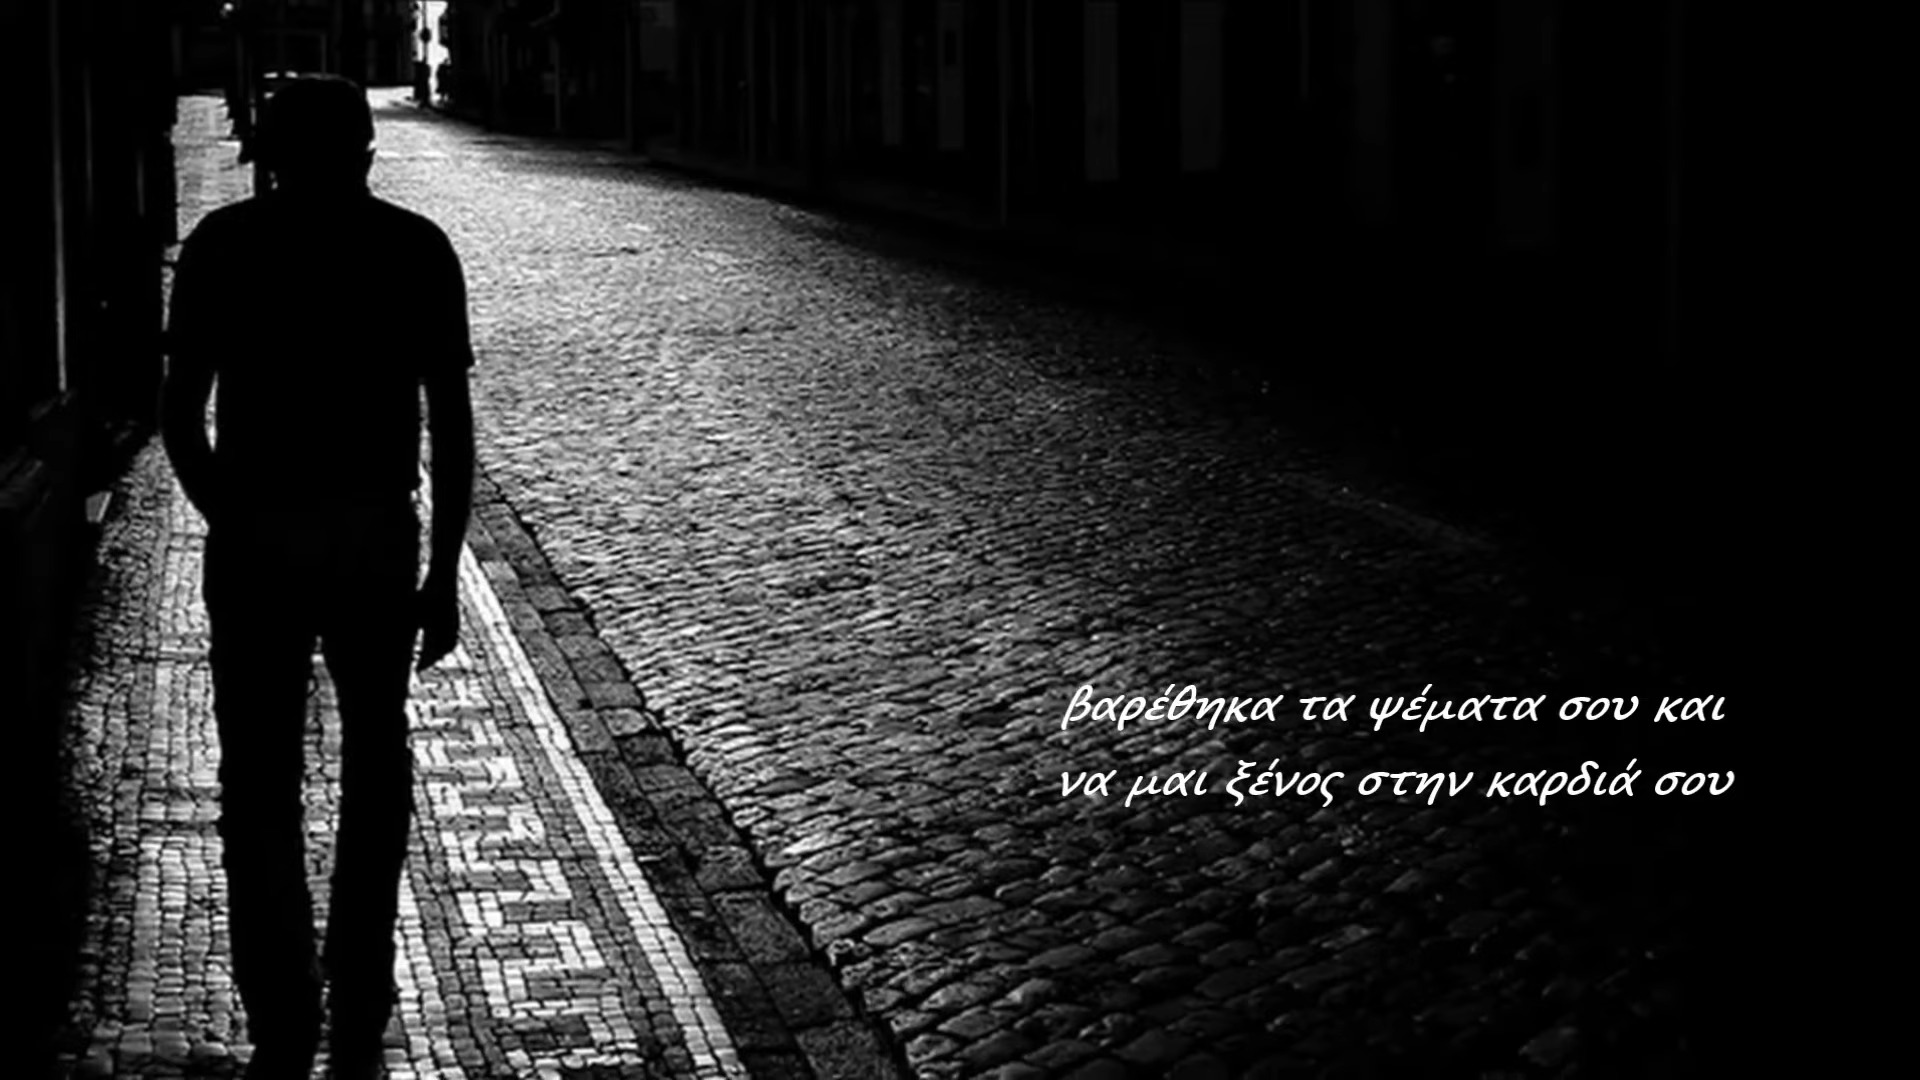 βαρέθηκα τα ψέματα σου και
να μαι ξένος στην καρδιά σου